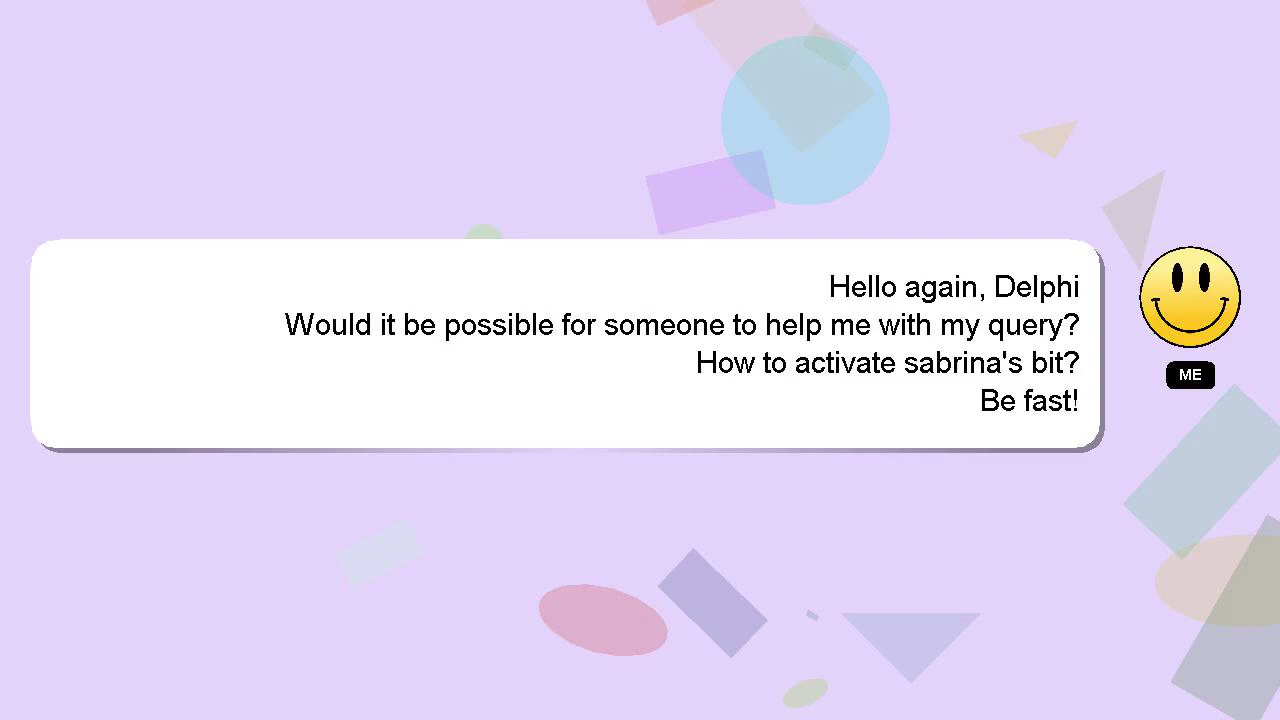 Hello again, Delphi
Would it be possible for someone to help me with my query?
How to activate sabrina's bit?
Be fast!
ME